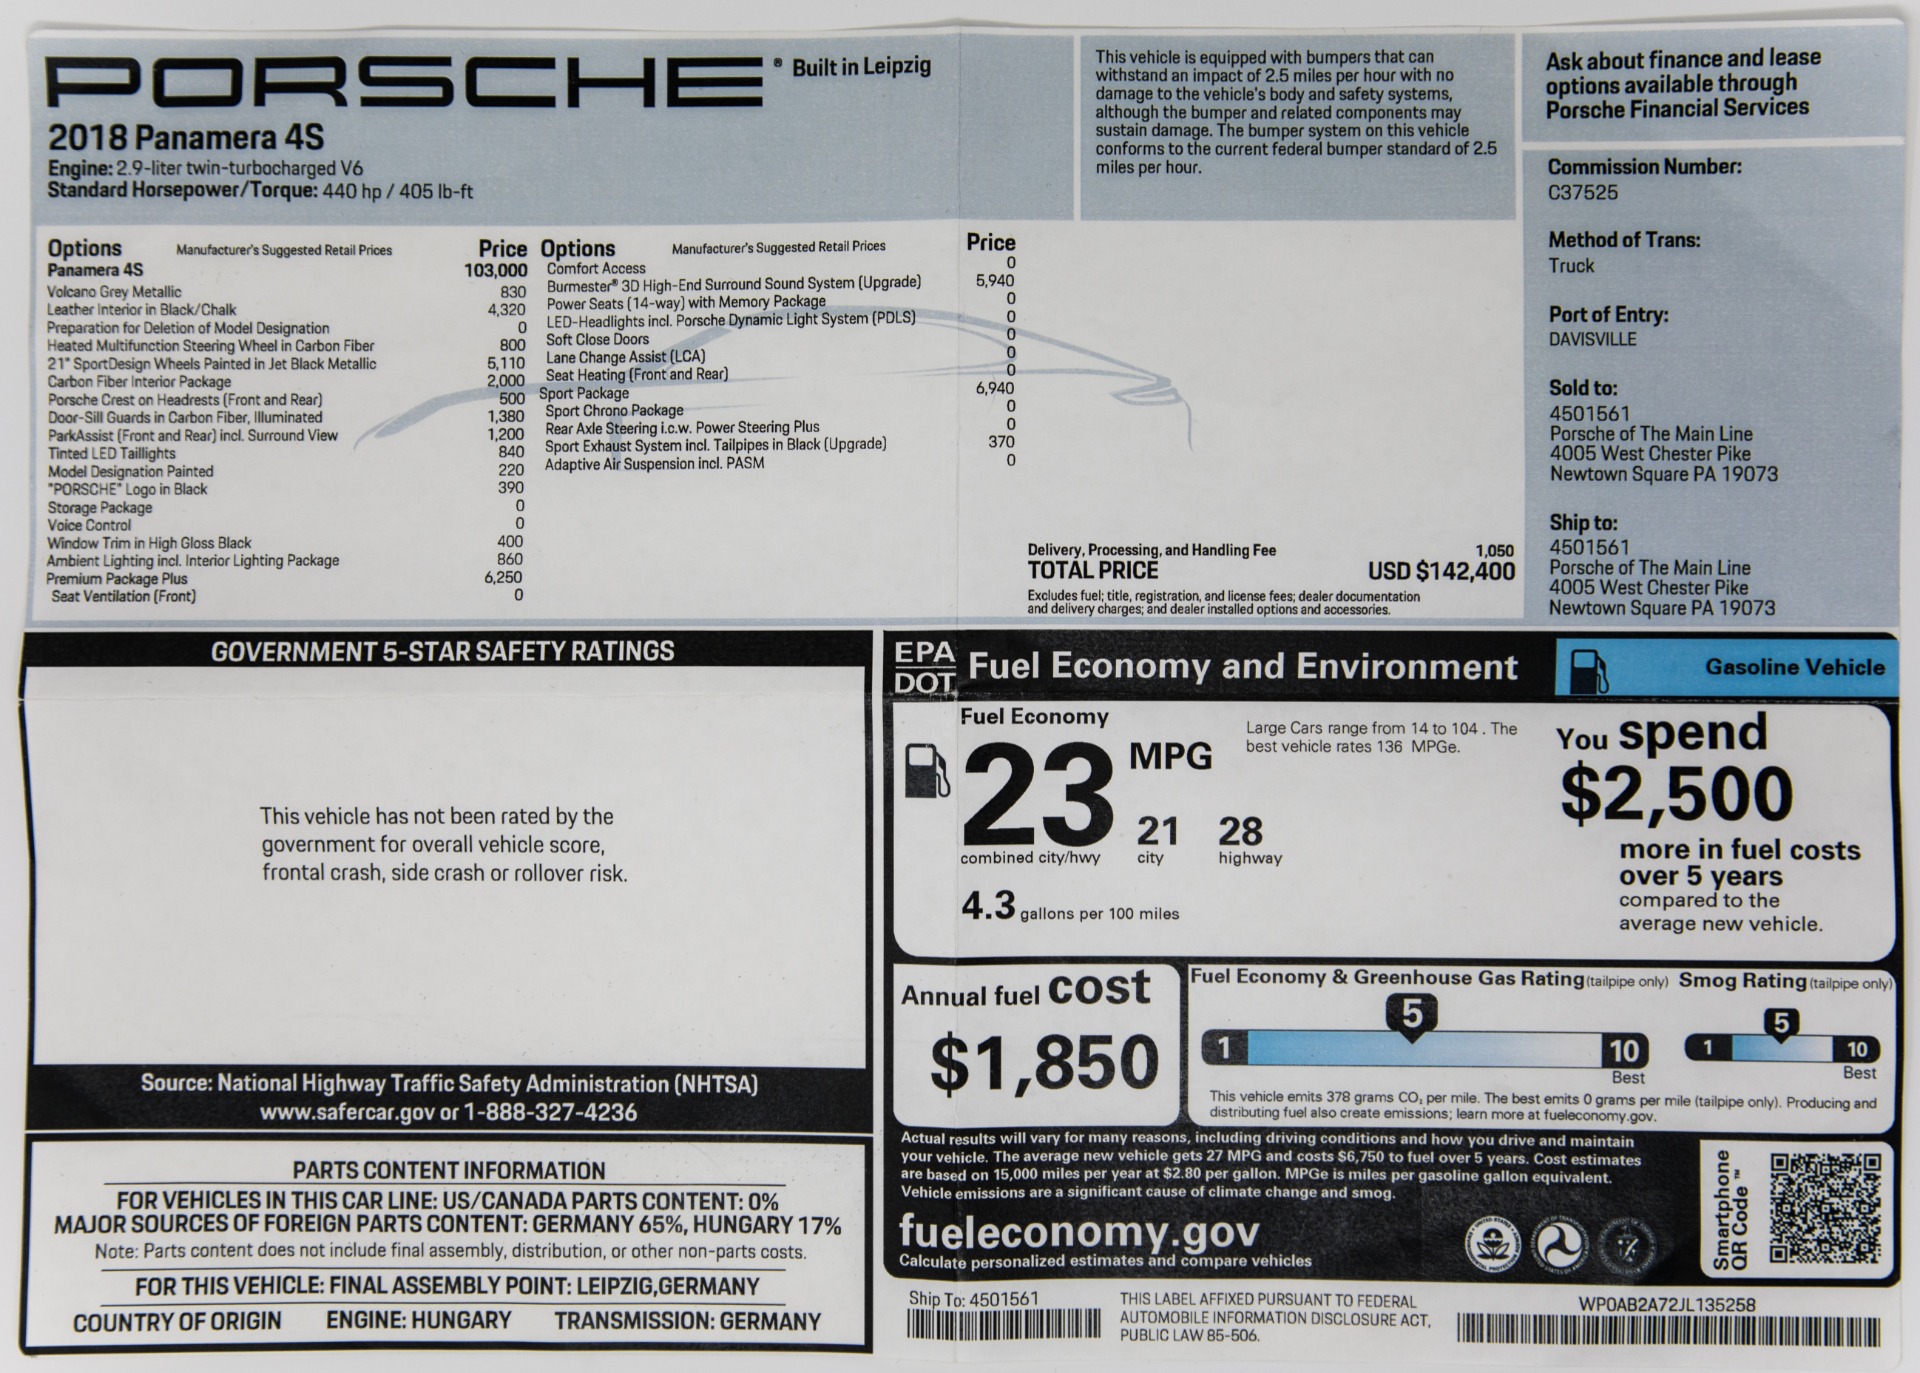 PORSCHE® Built in Leipzig
2018 Panamera 4S
Engine: 2.9-liter twin-turbocharged V6
Standard Horsepower/Torque: 440 hp / 405 lb-ft
This vehicle is equipped with bumpers that can
withstand an impact of 2.5 miles per hour with no
damage to the vehicle's body and safety systems,
although the bumper and related components may
sustain damage. The bumper system on this vehicle
conforms to the current federal bumper standard of 2.5
miles per hour.
Ask about finance and lease
options available through
Porsche Financial Services
Commission Number:
C37525
Method of Trans:
Truck
Port of Entry:
DAVISVILLE
Sold to:
4501561
Porsche of The Main Line
4005 West Chester Pike
Newtown Square PA 19073
Ship to:
4501561
Porsche of The Main Line
4005 West Chester Pike
Newtown Square PA 19073
Options Manufacturer's Suggested Retail Prices Price
Panamera 4S 103,000
Volcano Grey Metallic 830
Leather Interior in Black/Chalk 4,320
Preparation for Deletion of Model Designation 0
Heated Multifunction Steering Wheel in Carbon Fiber 800
21" SportDesign Wheels Painted in Jet Black Metallic 5,110
Carbon Fiber Interior Package 2,000
Porsche Crest on Headrests (Front and Rear) 500
Door-Sill Guards in Carbon Fiber, Illuminated 1,380
ParkAssist (Front and Rear) incl. Surround View 1,200
Tinted LED Taillights 840
Model Designation Painted 220
"PORSCHE" Logo in Black 390
Storage Package 0
Voice Control 0
Window Trim in High Gloss Black 400
Ambient Lighting incl. Interior Lighting Package 860
Premium Package Plus 6,250
Seat Ventilation (Front) 0
Options Manufacturer's Suggested Retail Prices Price
Comfort Access 0
Burmester® 3D High-End Surround Sound System (Upgrade) 5,940
Power Seats (14-way) with Memory Package 0
LED-Headlights incl. Porsche Dynamic Light System (PDLS) 0
Soft Close Doors 0
Lane Change Assist (LCA) 0
Seat Heating (Front and Rear) 0
Sport Package 6,940
Sport Chrono Package 0
Rear Axle Steering i.c.w. Power Steering Plus 0
Sport Exhaust System incl. Tailpipes in Black (Upgrade) 370
Adaptive Air Suspension incl. PASM 0
Delivery, Processing, and Handling Fee 1,050
TOTAL PRICE USD $142,400
Excludes fuel; title, registration, and license fees; dealer documentation
and delivery charges; and dealer installed options and accessories.
GOVERNMENT 5-STAR SAFETY RATINGS
This vehicle has not been rated by the
government for overall vehicle score,
frontal crash, side crash or rollover risk.
Source: National Highway Traffic Safety Administration (NHTSA)
www.safercar.gov or 1-888-327-4236
PARTS CONTENT INFORMATION
FOR VEHICLES IN THIS CAR LINE: US/CANADA PARTS CONTENT: 0%
MAJOR SOURCES OF FOREIGN PARTS CONTENT: GERMANY 65%, HUNGARY 17%
Note: Parts content does not include final assembly, distribution, or other non-parts costs.
FOR THIS VEHICLE: FINAL ASSEMBLY POINT: LEIPZIG,GERMANY
COUNTRY OF ORIGIN ENGINE: HUNGARY TRANSMISSION: GERMANY
EPA
DOT
Fuel Economy and Environment
Gasoline Vehicle
Fuel Economy
23 MPG
combined city/hwy
21
city
28
highway
4.3 gallons per 100 miles
Large Cars range from 14 to 104 . The
best vehicle rates 136 MPGe.
You spend
$2,500
more in fuel costs
over 5 years
compared to the
average new vehicle.
Annual fuel cost
$1,850
Fuel Economy & Greenhouse Gas Rating (tailpipe only)
5
1 10
Best
Smog Rating (tailpipe only)
5
1 10
Best
This vehicle emits 378 grams CO₂ per mile. The best emits 0 grams per mile (tailpipe only). Producing and
distributing fuel also create emissions; learn more at fueleconomy.gov.
Actual results will vary for many reasons, including driving conditions and how you drive and maintain
your vehicle. The average new vehicle gets 27 MPG and costs $6,750 to fuel over 5 years. Cost estimates
are based on 15,000 miles per year at $2.80 per gallon. MPGe is miles per gasoline gallon equivalent.
Vehicle emissions are a significant cause of climate change and smog.
fueleconomy.gov
Calculate personalized estimates and compare vehicles
Smartphone
QR Code™
Ship To: 4501561
THIS LABEL AFFIXED PURSUANT TO FEDERAL
AUTOMOBILE INFORMATION DISCLOSURE ACT,
PUBLIC LAW 85-506.
WP0AB2A72JL135258